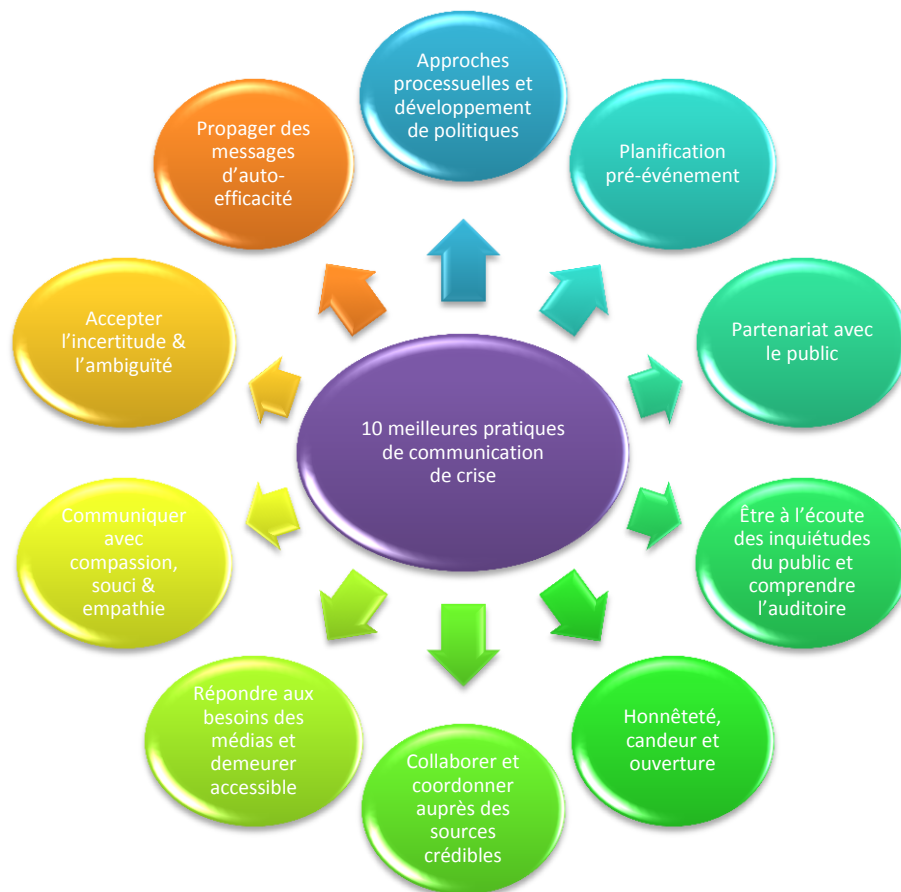 Approches
processuelles et
développement
de politiques
Planification
pré-événement
Partenariat avec
le public
Être à l'écoute
des inquiétudes
du public et
comprendre
l'auditoire
Honnêteté,
candeur et
ouverture
Collaborer et
coordonner
auprès des
sources
crédibles
Répondre aux
besoins des
médias et
demeurer
accessible
Communiquer
avec
compassion,
souci &
empathie
Accepter
l'incertitude &
l'ambiguïté
Propager des
messages
d'auto-
efficacité
10 meilleures pratiques
de communication
de crise